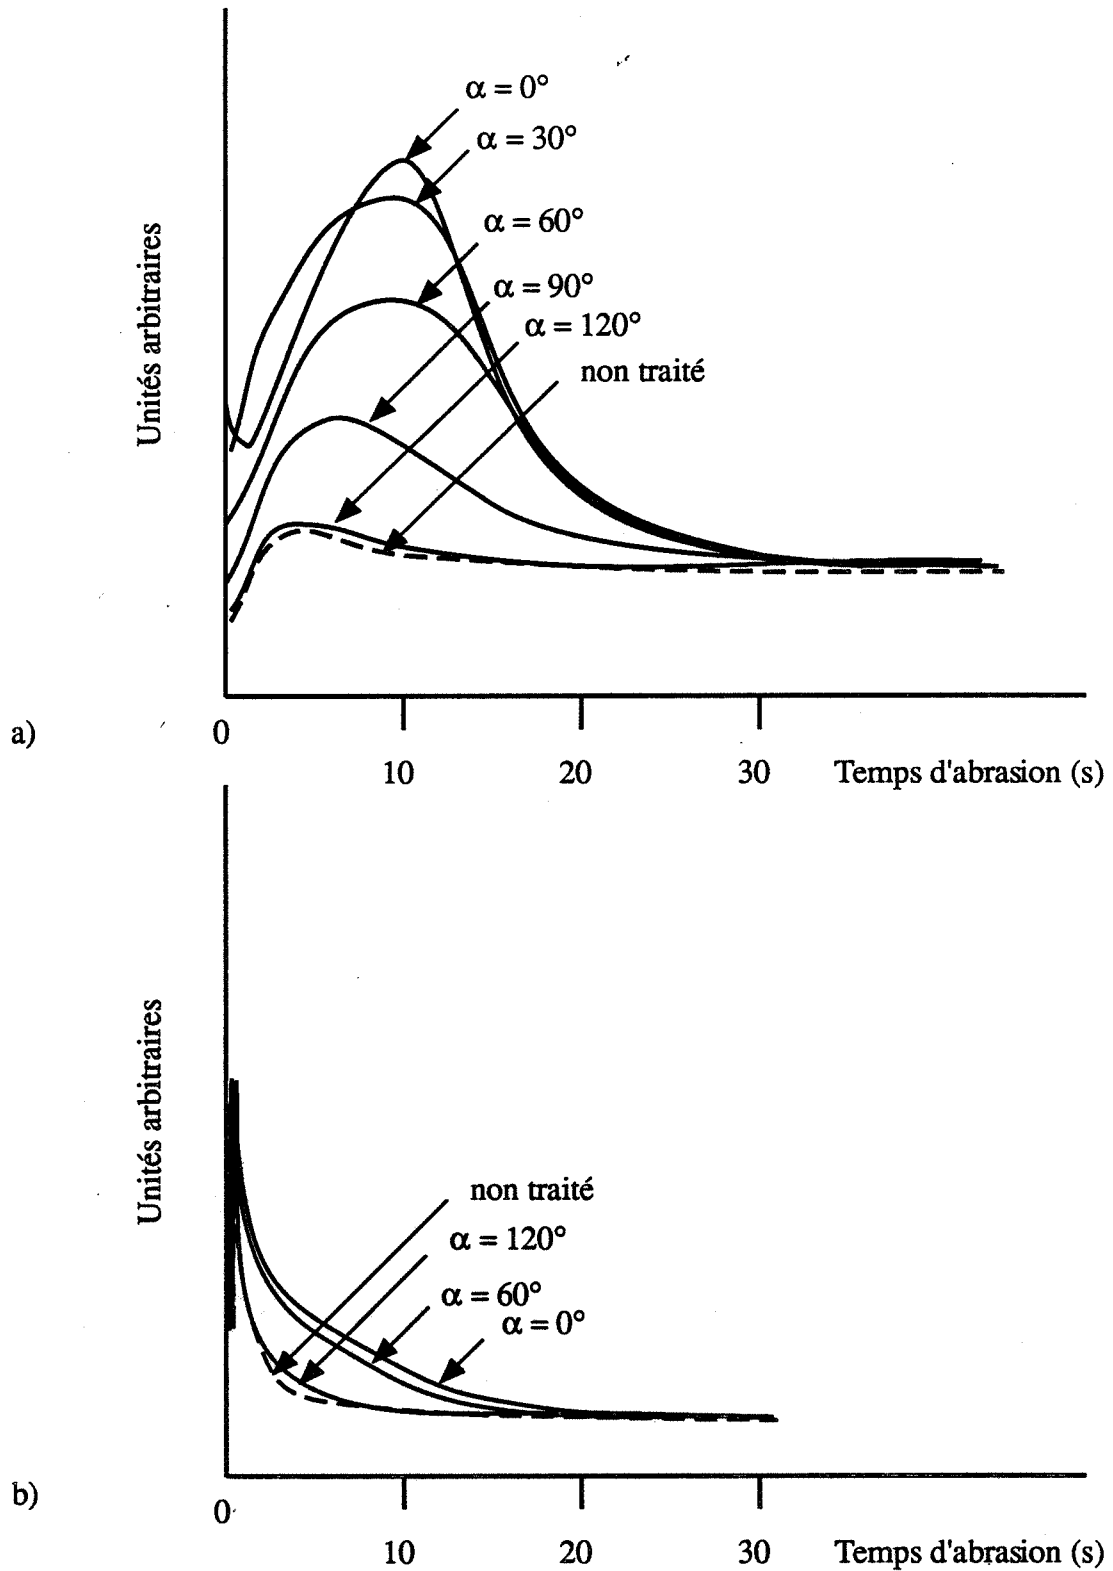 α = 0°
α = 30°
α = 60°
α = 90°
α = 120°
non traité
Unités arbitraires
a)
0
10
20
30
Temps d'abrasion (s)
Unités arbitraires
non traité
α = 120°
α = 60°
α = 0°
b)
0
10
20
30
Temps d'abrasion (s)